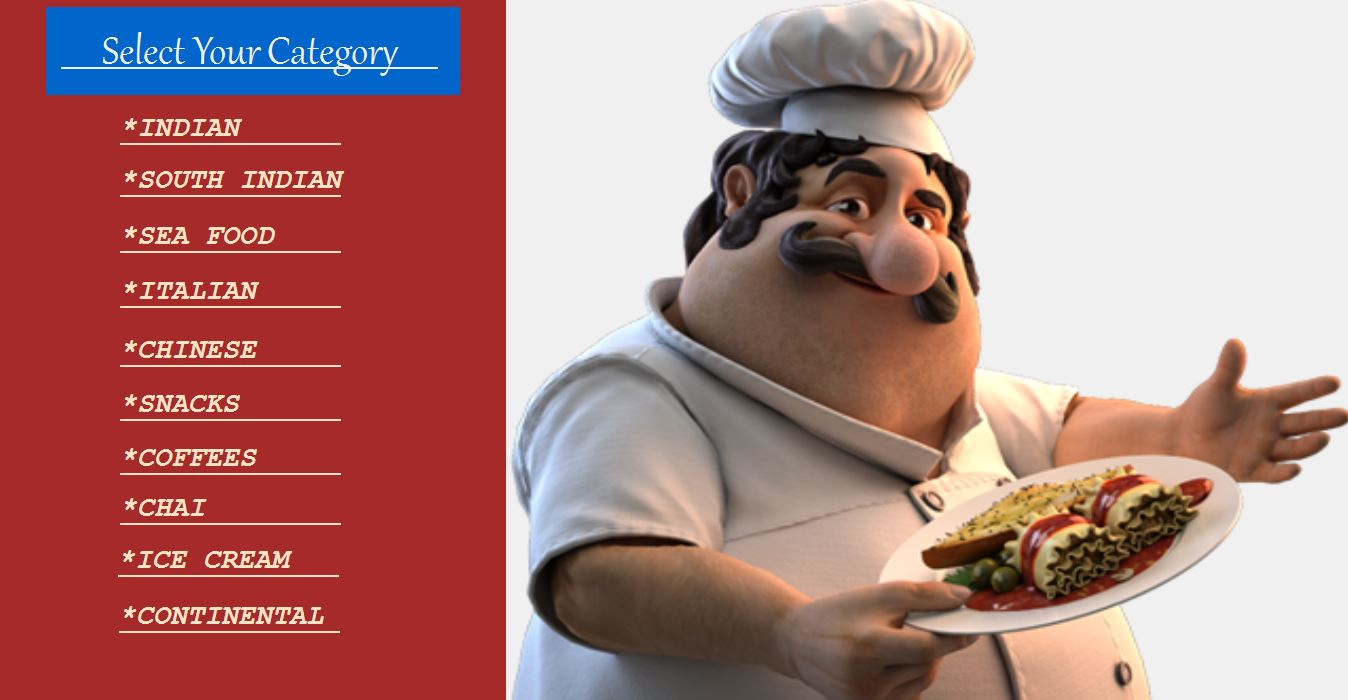 Select Your Category
*INDIAN
*SOUTH INDIAN
*SEA FOOD
*ITALIAN
*CHINESE
*SNACKS
*COFFEES
*CHAI
*ICE CREAM
*CONTINENTAL